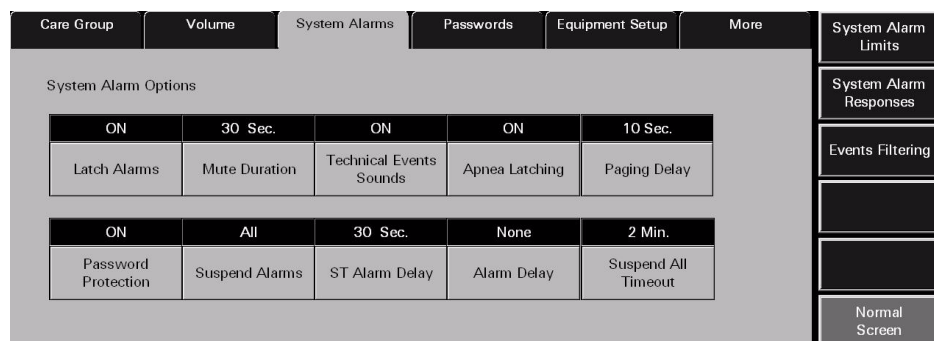 Care Group
Volume
System Alarms
Passwords
Equipment Setup
More
System Alarm
Limits
System Alarm
Responses
Events Filtering
Normal
Screen
System Alarm Options
ON
30 Sec.
ON
ON
10 Sec.
Latch Alarms
Mute Duration
Technical Events
Sounds
Apnea Latching
Paging Delay
ON
All
30 Sec.
None
2 Min.
Password
Protection
Suspend Alarms
ST Alarm Delay
Alarm Delay
Suspend All
Timeout